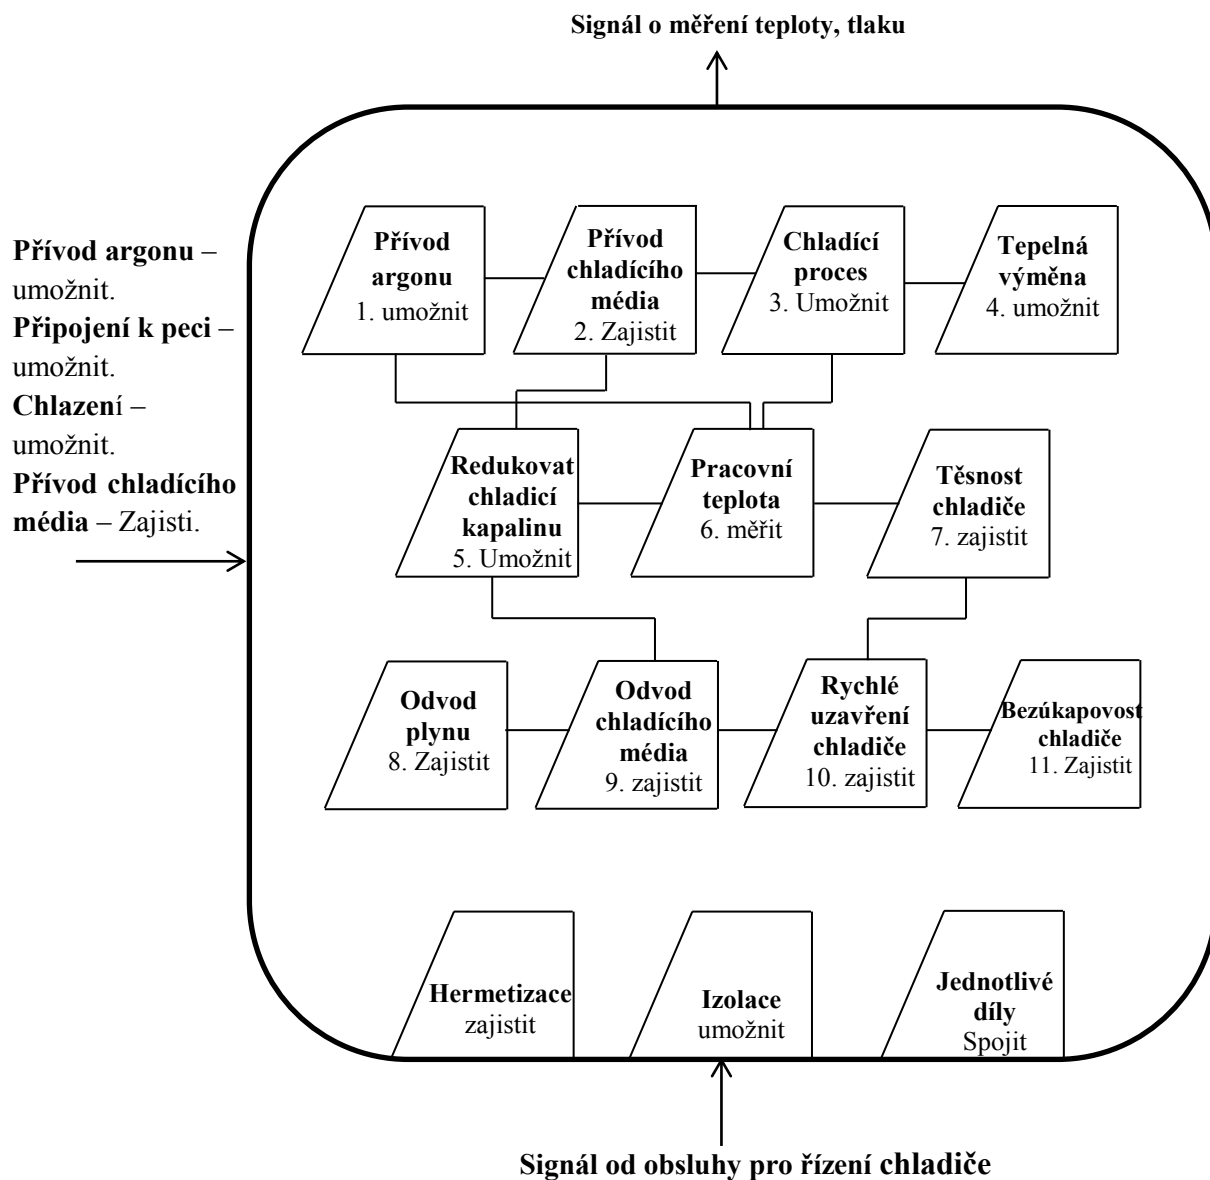 Signál o měření teploty, tlaku
Přívod argonu –
umožnit.
Připojení k peci –
umožnit.
Chlazení –
umožnit.
Přívod chladícího
média – Zajisti.
Přívod
argonu
1. umožnit
Přívod
chladícího
média
2. Zajistit
Chladící
proces
3. Umožnit
Tepelná
výměna
4. umožnit
Redukovat
chladicí
kapalinu
5. Umožnit
Pracovní
teplota
6. měřit
Těsnost
chladiče
7. zajistit
Odvod
plynu
8. Zajistit
Odvod
chladícího
média
9. zajistit
Rychlé
uzavření
chladiče
10. zajistit
Bezúkapovost
chladiče
11. Zajistit
Hermetizace
zajistit
Izolace
umožnit
Jednotlivé
díly
Spojit
Signál od obsluhy pro řízení chladiče